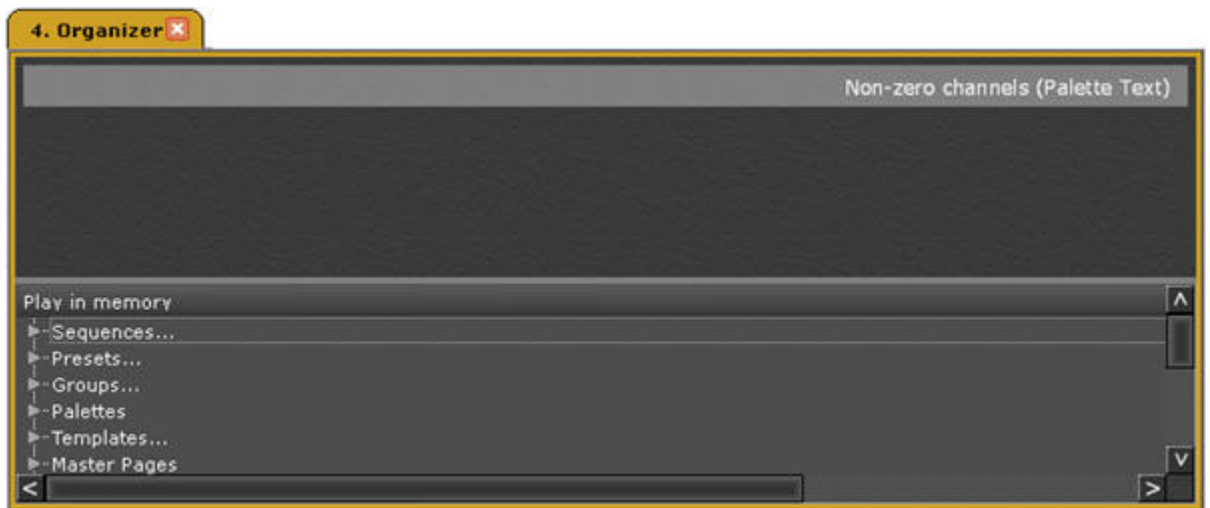 4. Organizer
Non-zero channels (Palette Text)
Play in memory
Sequences...
Presets...
Groups...
Palettes
Templates...
Master Pages